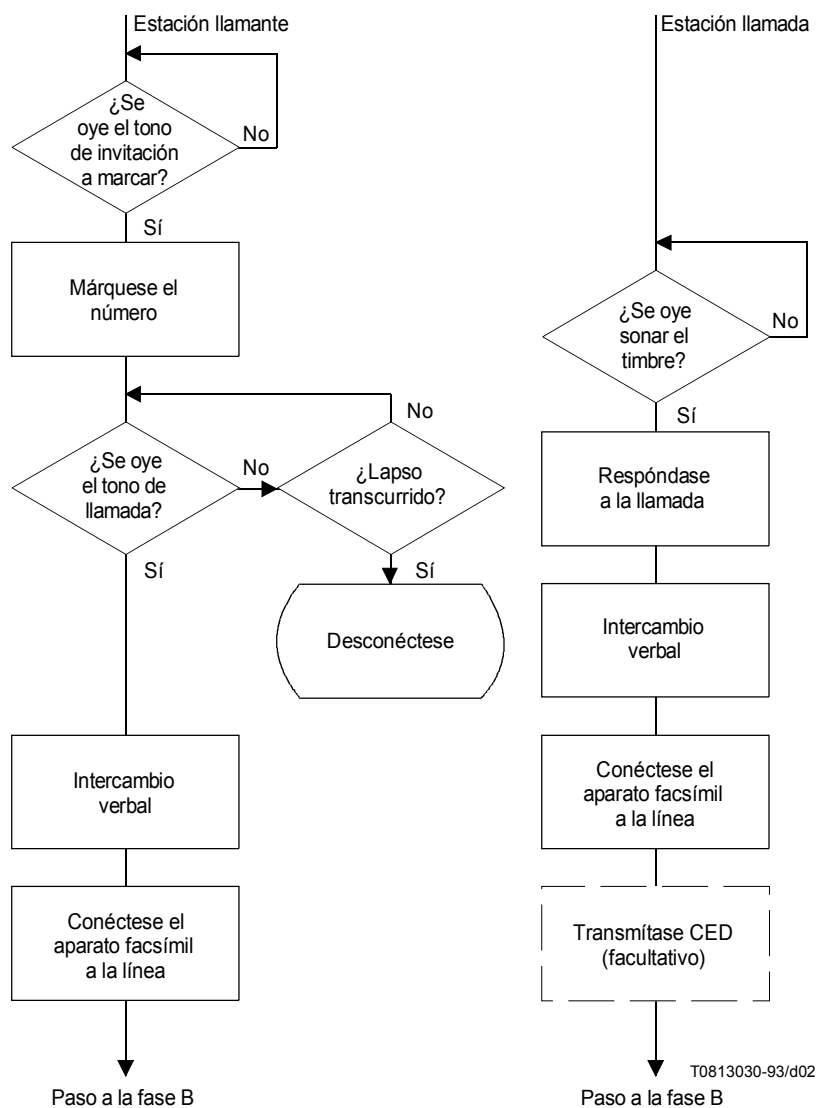 Estación llamante
¿Se
oye el tono
de invitación
a marcar?
No
Sí
Márquese el
número
¿Se oye
el tono de
llamada?
No
¿Lapso
transcurrido?
No
Sí
Desconéctese
Sí
Intercambio
verbal
Conéctese el
aparato facsímil
a la línea
Paso a la fase B
Estación llamada
¿Se oye
sonar el
timbre?
No
Sí
Respóndase
a la llamada
Intercambio
verbal
Conéctese el
aparato facsímil
a la línea
Transmítase CED
(facultativo)
T0813030-93/d02
Paso a la fase B